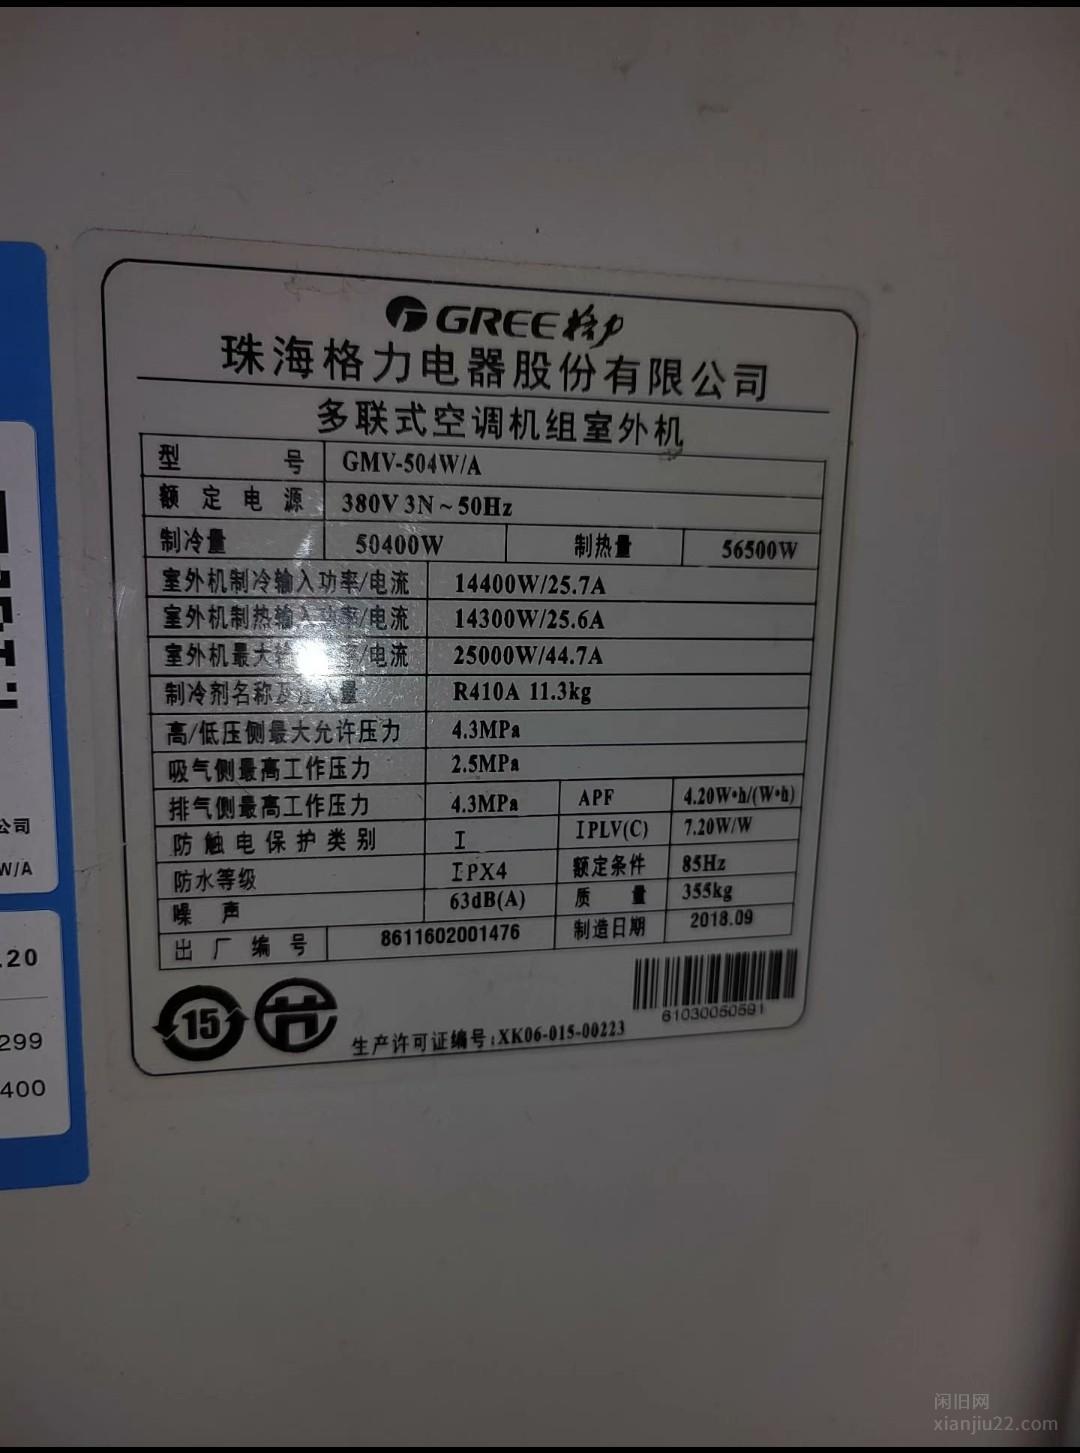 GREE 格力
珠海格力电器股份有限公司
多联式空调机组室外机
型 号 GMV-504W/A
额定电源 380V 3N～50Hz
制冷量 50400W 制热量 56500W
室外机制冷输入功率/电流 14400W/25.7A
室外机制热输入功率/电流 14300W/25.6A
室外机最大输 率/电流 25000W/44.7A
制冷剂名称及注入量 R410A 11.3kg
高/低压侧最大允许压力 4.3MPa
吸气侧最高工作压力 2.5MPa
排气侧最高工作压力 4.3MPa APF 4.20W•h/(W•h)
防触电保护类别 I IPLV(C) 7.20W/W
防水等级 IPX4 额定条件 85Hz
噪 声 63dB(A) 质 量 355kg
出厂编号 8611602001476 制造日期 2018.09
15 节
生产许可证编号:XK06-015-00223
61030050591
公司
W/A
.20
299
400
闲旧网
xianjiu22.com